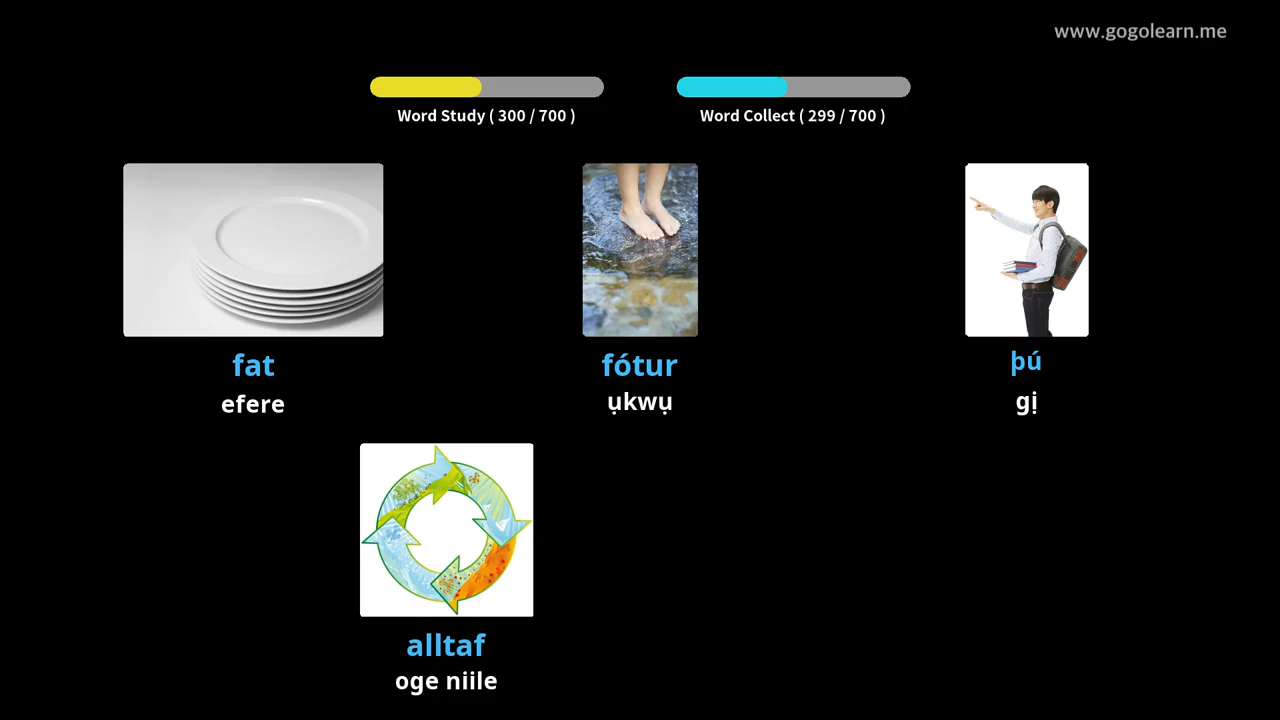 www.gogolearn.me
Word Study ( 300 / 700 )
Word Collect ( 299 / 700 )
fat
efere
fótur
ụkwụ
þú
gị
alltaf
oge niile